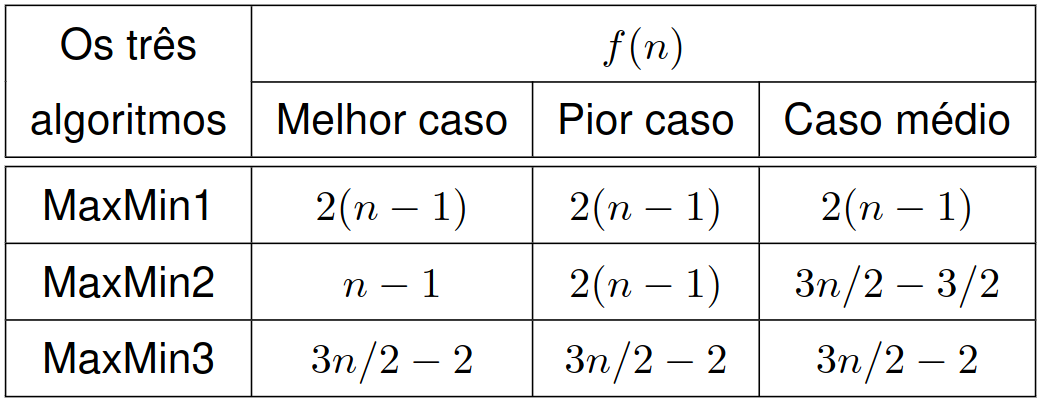 Os três algoritmos f(n)
Melhor caso Pior caso Caso médio
MaxMin1 2(n − 1) 2(n − 1) 2(n − 1)
MaxMin2 n − 1 2(n − 1) 3n/2 − 3/2
MaxMin3 3n/2 − 2 3n/2 − 2 3n/2 − 2